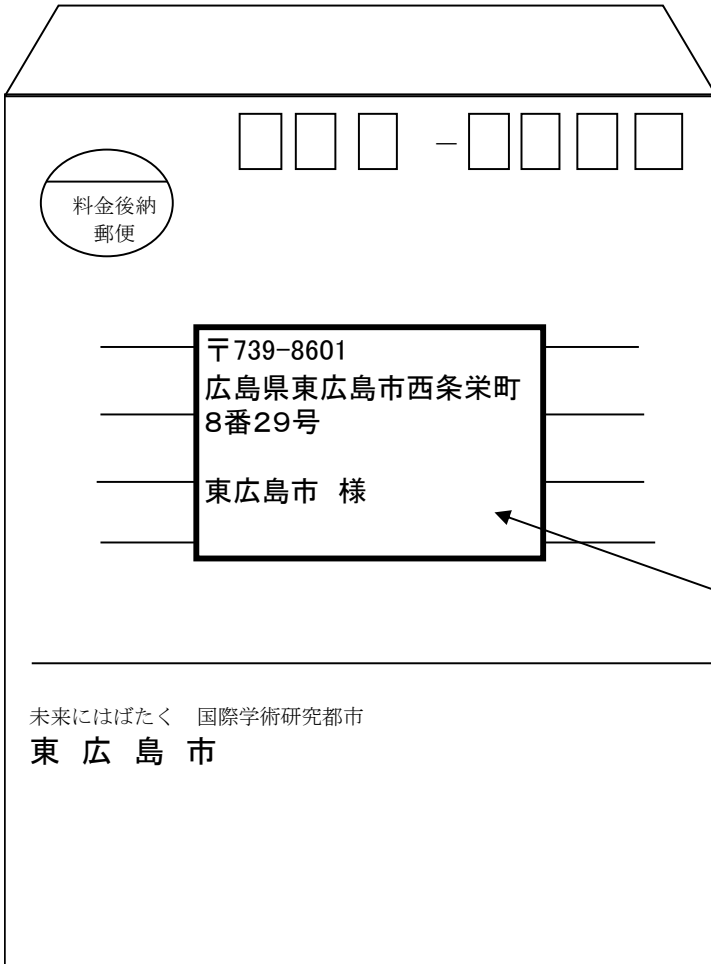 －
料金後納
郵便
〒739-8601
広島県東広島市西条栄町
8番29号
東広島市 様
未来にはばたく 国際学術研究都市
東 広 島 市